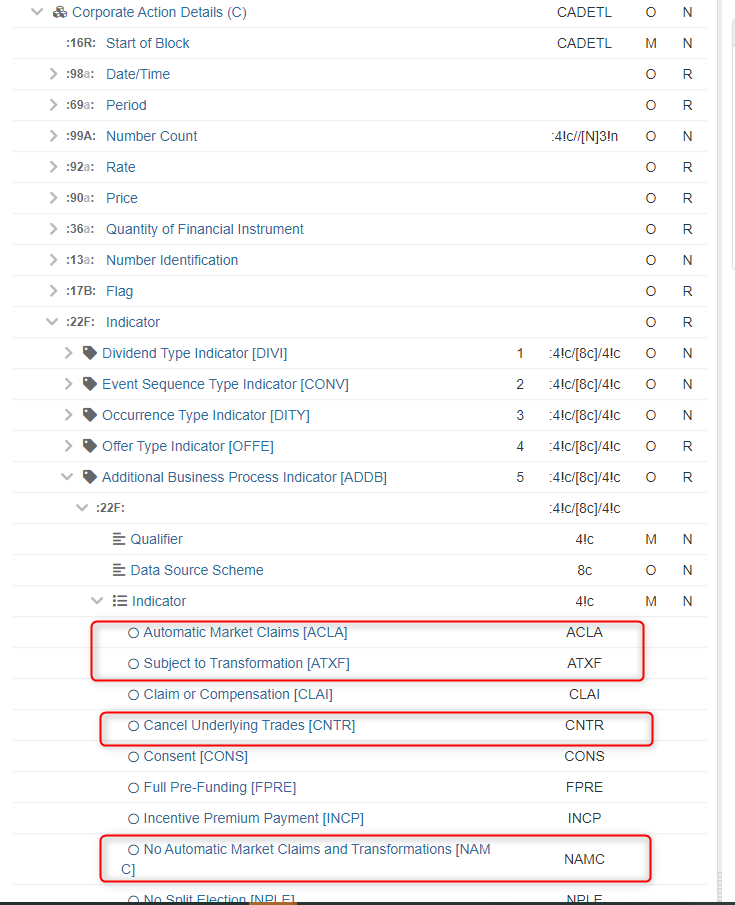 Corporate Action Details (C) CADETL O N
:16R: Start of Block CADETL M N
:98a: Date/Time O R
:69a: Period O R
:99A: Number Count :4!c//[N]3!n O N
:92a: Rate O R
:90a: Price O R
:36a: Quantity of Financial Instrument O R
:13a: Number Identification O N
:17B: Flag O R
:22F: Indicator O R
Dividend Type Indicator [DIVI] 1 :4!c/[8c]/4!c O N
Event Sequence Type Indicator [CONV] 2 :4!c/[8c]/4!c O N
Occurrence Type Indicator [DITY] 3 :4!c/[8c]/4!c O N
Offer Type Indicator [OFFE] 4 :4!c/[8c]/4!c O R
Additional Business Process Indicator [ADDB] 5 :4!c/[8c]/4!c O R
:22F: :4!c/[8c]/4!c
Qualifier 4!c M N
Data Source Scheme 8c O N
Indicator 4!c M N
Automatic Market Claims [ACLA] ACLA
Subject to Transformation [ATXF] ATXF
Claim or Compensation [CLAI] CLAI
Cancel Underlying Trades [CNTR] CNTR
Consent [CONS] CONS
Full Pre-Funding [FPRE] FPRE
Incentive Premium Payment [INCP] INCP
No Automatic Market Claims and Transformations [NAM
C] NAMC
No Split Election [NPLE] NPLE